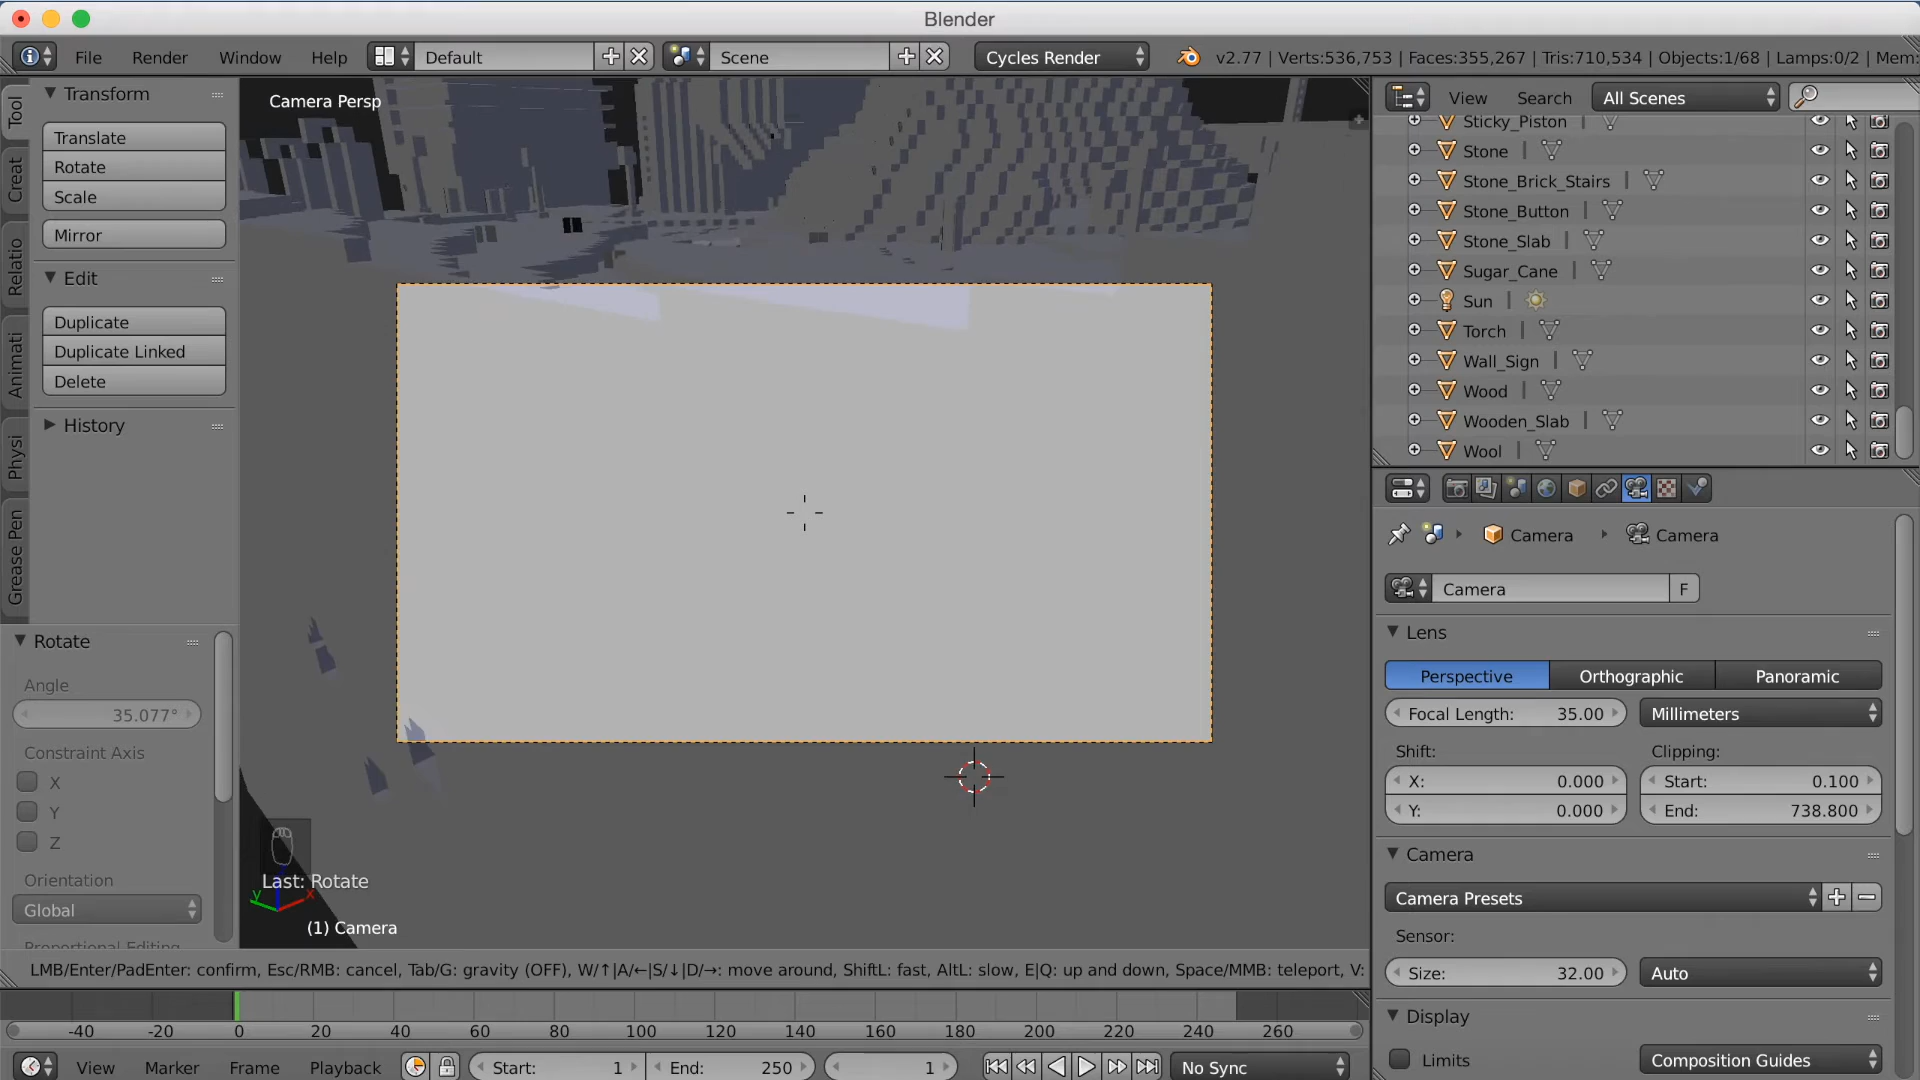 Blender
File Render Window Help Default Scene Cycles Render v2.77 | Verts:536,753 | Faces:355,267 | Tris:710,534 | Objects:1/68 | Lamps:0/2 | Mem:
Tool
Creat
Relatio
Animati
Physi
Grease Pen
Transform
Translate
Rotate
Scale
Mirror
Edit
Duplicate
Duplicate Linked
Delete
History
Rotate
Angle
35.077°
Constraint Axis
X
Y
Z
Orientation
Global
Proportional Editing
Camera Persp
Last: Rotate
y x
(1) Camera
LMB/Enter/PadEnter: confirm, Esc/RMB: cancel, Tab/G: gravity (OFF), W/↑|A/←|S/↓|D/→: move around, ShiftL: fast, AltL: slow, E|Q: up and down, Space/MMB: teleport, V:
-40 -20 0 20 40 60 80 100 120 140 160 180 200 220 240 260
View Marker Frame Playback Start: 1 End: 250 1 No Sync
View Search All Scenes
Sticky_Piston
Stone
Stone_Brick_Stairs
Stone_Button
Stone_Slab
Sugar_Cane
Sun
Torch
Wall_Sign
Wood
Wooden_Slab
Wool
Camera Camera
Camera F
Lens
Perspective Orthographic Panoramic
Focal Length: 35.00 Millimeters
Shift: Clipping:
X: 0.000 Start: 0.100
Y: 0.000 End: 738.800
Camera
Camera Presets
Sensor:
Size: 32.00 Auto
Display
Limits Composition Guides